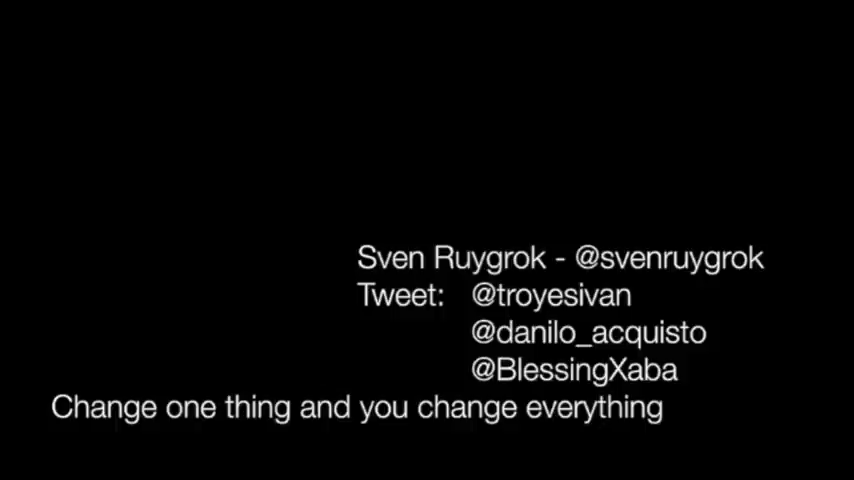 Sven Ruygrok - @svenruygrok
Tweet: @troyesivan
@danilo_acquisto
@BlessingXaba
Change one thing and you change everything